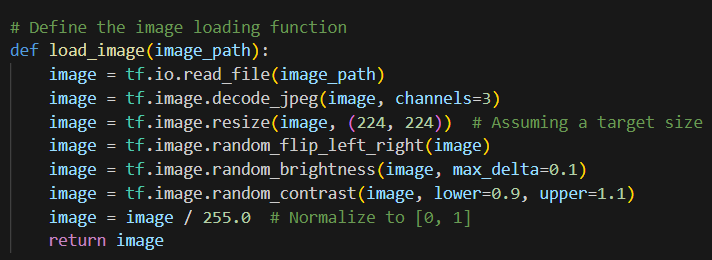 # Define the image loading function
def load_image(image_path):
    image = tf.io.read_file(image_path)
    image = tf.image.decode_jpeg(image, channels=3)
    image = tf.image.resize(image, (224, 224))  # Assuming a target size
    image = tf.image.random_flip_left_right(image)
    image = tf.image.random_brightness(image, max_delta=0.1)
    image = tf.image.random_contrast(image, lower=0.9, upper=1.1)
    image = image / 255.0  # Normalize to [0, 1]
    return image